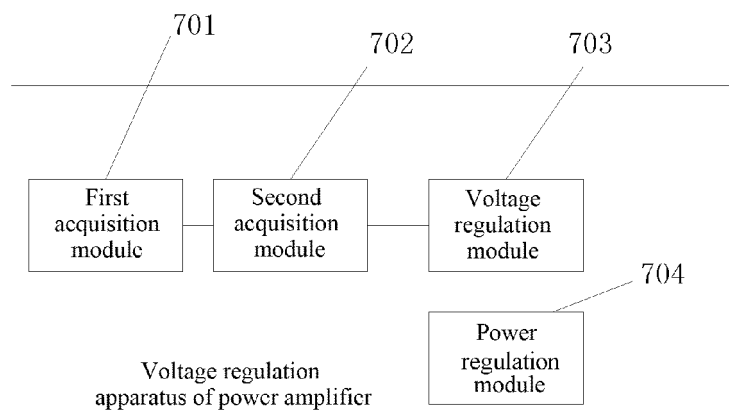 701
702
703
First
acquisition
module
Second
acquisition
module
Voltage
regulation
module
704
Power
regulation
module
Voltage regulation
apparatus of power amplifier